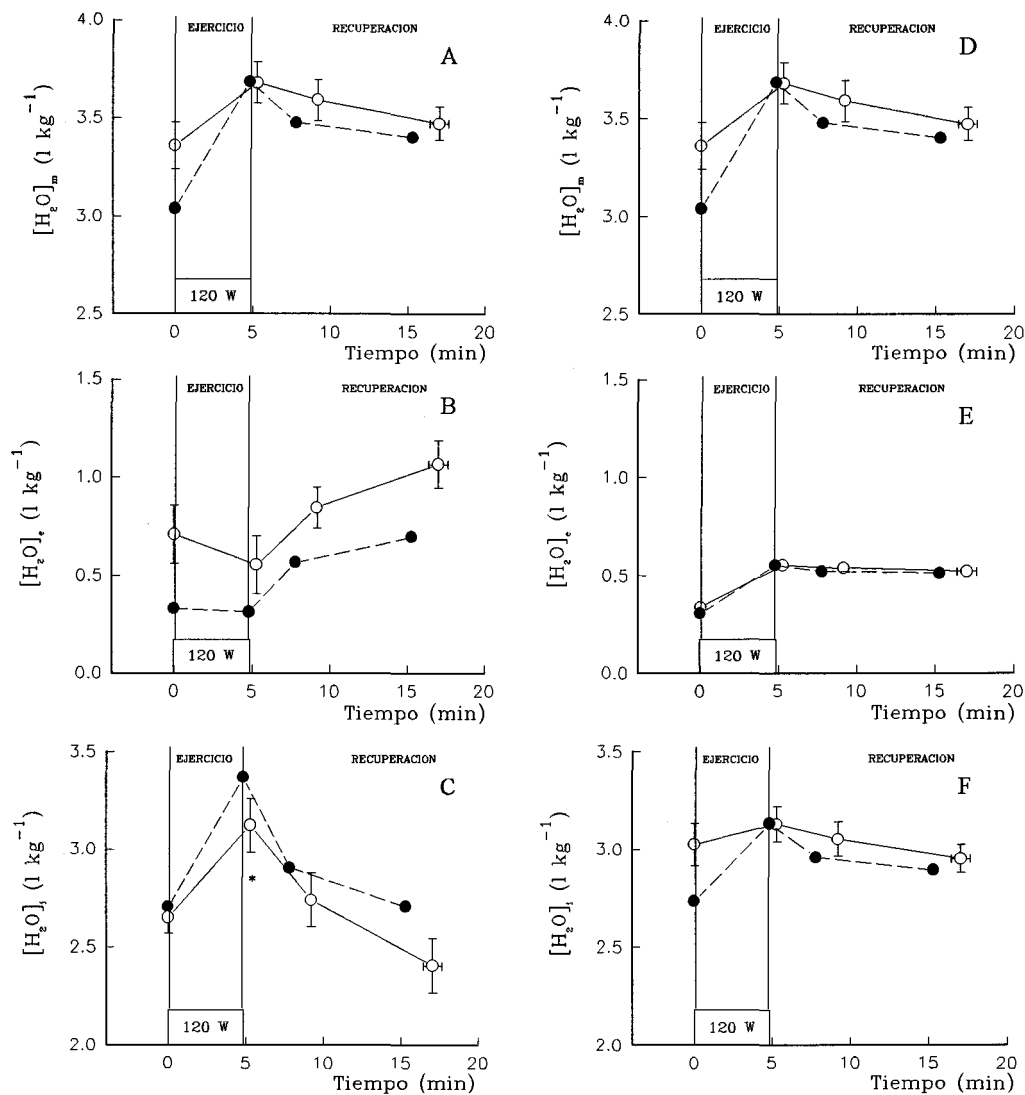 EJERCICIO RECUPERACION
A
4.0
3.5
3.0
2.5
[H₂O]ₘ (l kg⁻¹)
120 W
0 5 10 15 20
Tiempo (min)
EJERCICIO RECUPERACION
D
4.0
3.5
3.0
2.5
[H₂O]ₘ (l kg⁻¹)
120 W
0 5 10 15 20
Tiempo (min)
EJERCICIO RECUPERACION
B
1.5
1.0
0.5
0.0
[H₂O]ₑ (l kg⁻¹)
120 W
0 5 10 15 20
Tiempo (min)
EJERCICIO RECUPERACION
E
1.5
1.0
0.5
0.0
[H₂O]ₑ (l kg⁻¹)
120 W
0 5 10 15 20
Tiempo (min)
EJERCICIO RECUPERACION
C
3.5
3.0
2.5
2.0
[H₂O]ᵢ (l kg⁻¹)
*
120 W
0 5 10 15 20
Tiempo (min)
EJERCICIO RECUPERACION
F
3.5
3.0
2.5
2.0
[H₂O]ᵢ (l kg⁻¹)
120 W
0 5 10 15 20
Tiempo (min)